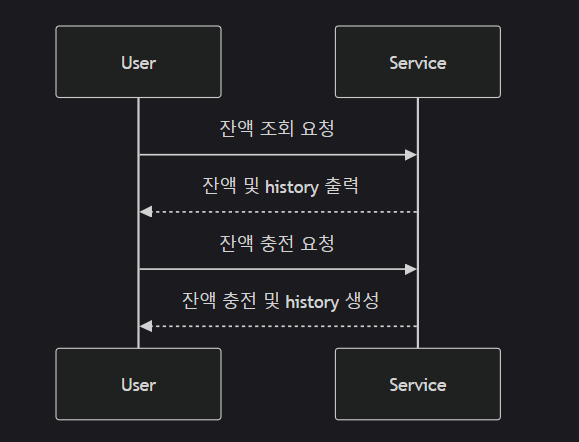 User
Service
잔액 조회 요청
잔액 및 history 출력
잔액 충전 요청
잔액 충전 및 history 생성
User
Service